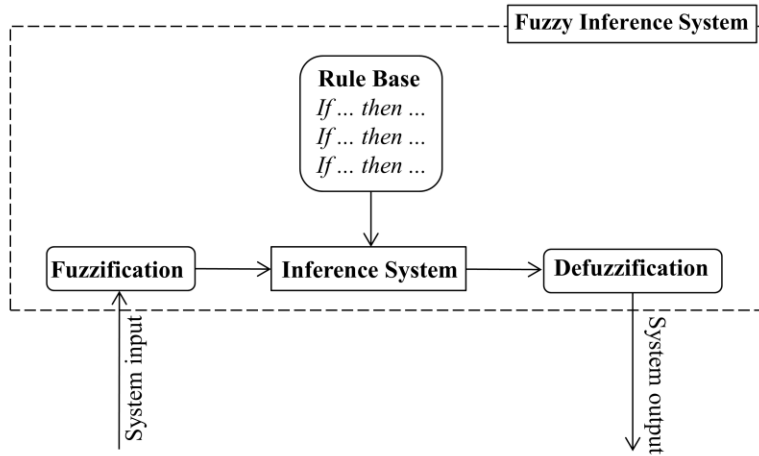 Fuzzy Inference System
Rule Base
If ... then ...
If ... then ...
If ... then ...
Fuzzification
Inference System
Defuzzification
System input
System output